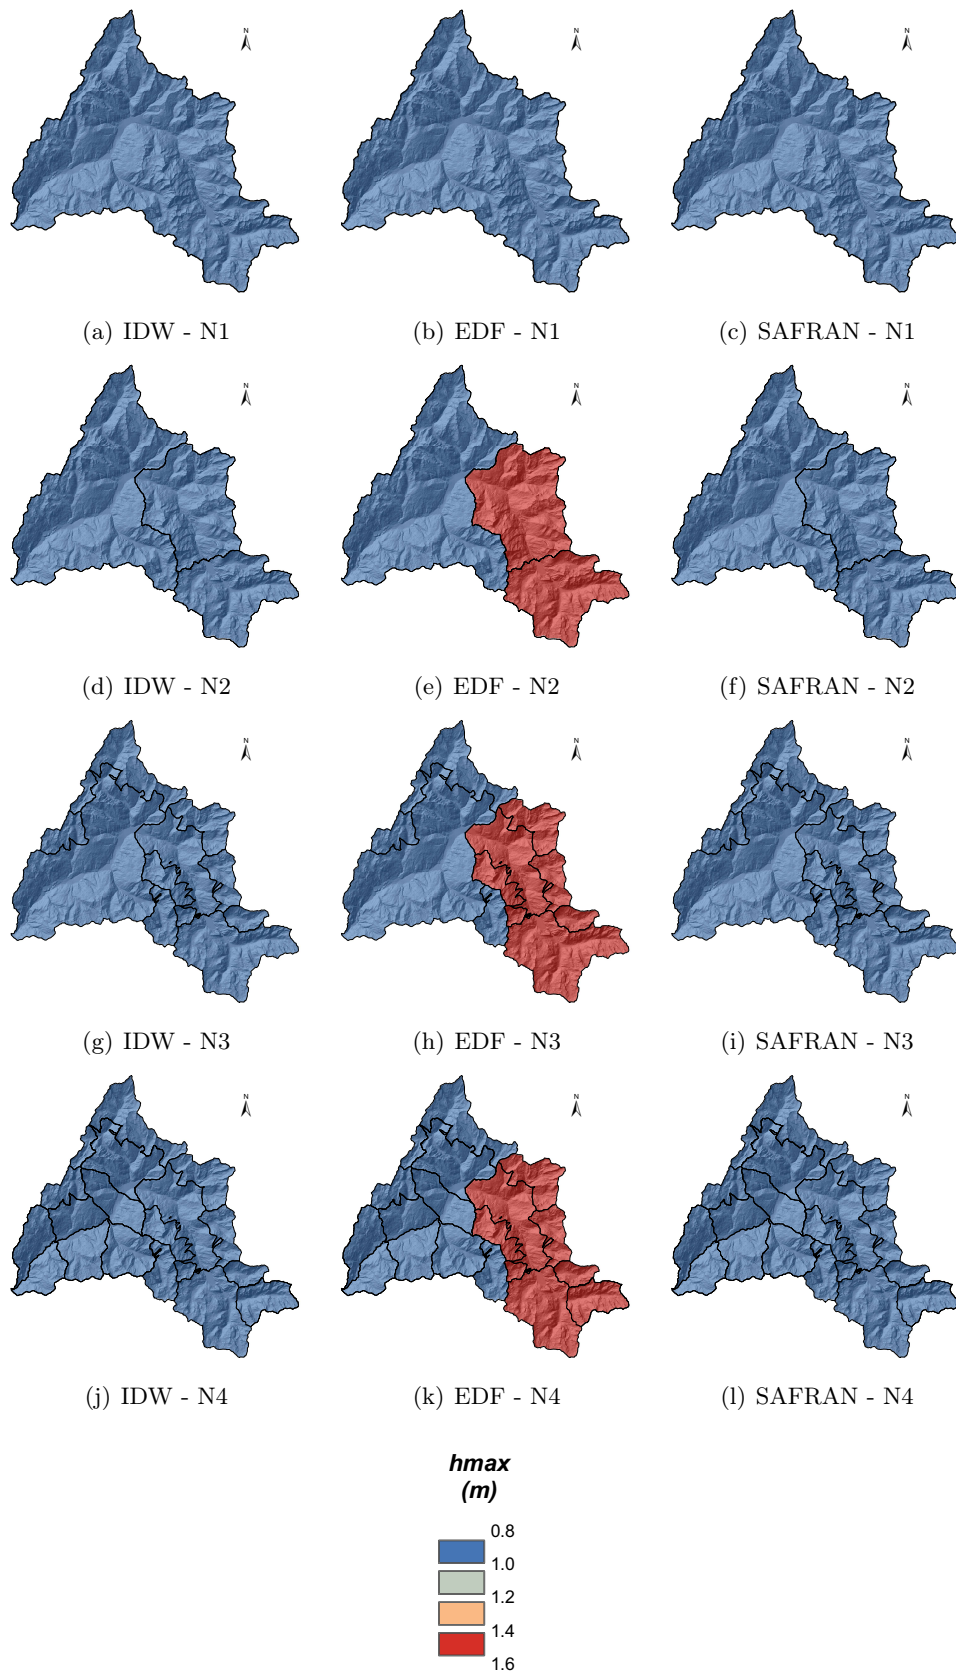 N N N
(a) IDW - N1 (b) EDF - N1 (c) SAFRAN - N1
N N N
(d) IDW - N2 (e) EDF - N2 (f) SAFRAN - N2
N N N
(g) IDW - N3 (h) EDF - N3 (i) SAFRAN - N3
N N N
(j) IDW - N4 (k) EDF - N4 (l) SAFRAN - N4
hmax
(m)
0.8
1.0
1.2
1.4
1.6